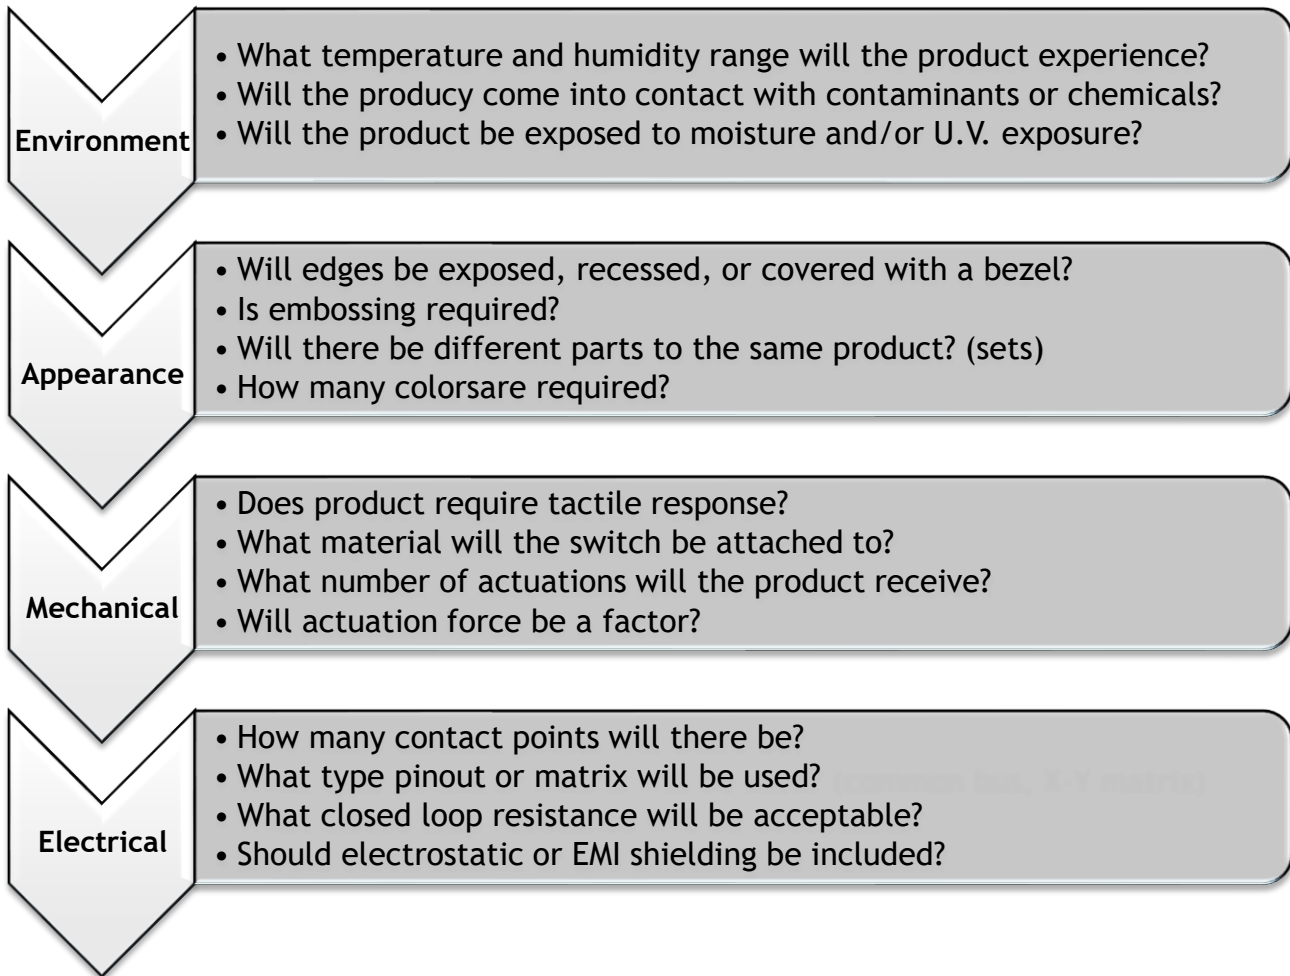 Environment
• What temperature and humidity range will the product experience?
• Will the producy come into contact with contaminants or chemicals?
• Will the product be exposed to moisture and/or U.V. exposure?
Appearance
• Will edges be exposed, recessed, or covered with a bezel?
• Is embossing required?
• Will there be different parts to the same product? (sets)
• How many colorsare required?
Mechanical
• Does product require tactile response?
• What material will the switch be attached to?
• What number of actuations will the product receive?
• Will actuation force be a factor?
Electrical
• How many contact points will there be?
• What type pinout or matrix will be used? (common bus, X-Y matrix)
• What closed loop resistance will be acceptable?
• Should electrostatic or EMI shielding be included?